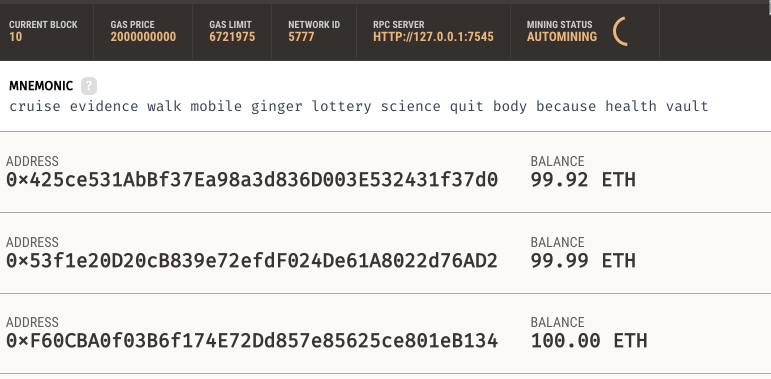 CURRENT BLOCK GAS PRICE GAS LIMIT NETWORK ID RPC SERVER MINING STATUS
10 2000000000 6721975 5777 HTTP://127.0.0.1:7545 AUTOMINING
MNEMONIC ?
cruise evidence walk mobile ginger lottery science quit body because health vault
ADDRESS BALANCE
0×425ce531AbBf37Ea98a3d836D003E532431f37d0 99.92 ETH
ADDRESS BALANCE
0×53f1e20D20cB839e72efdF024De61A8022d76AD2 99.99 ETH
ADDRESS BALANCE
0×F60CBA0f03B6f174E72Dd857e85625ce801eB134 100.00 ETH